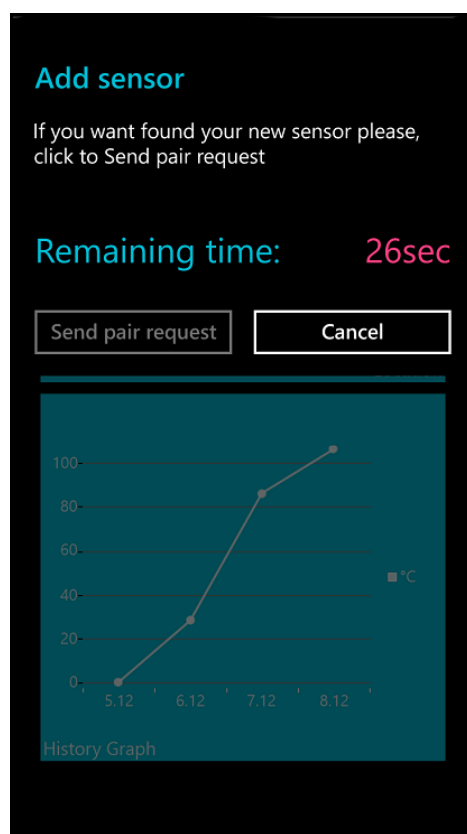 Add sensor
If you want found your new sensor please,
click to Send pair request
Remaining time: 26sec
Send pair request Cancel
100
80
60
°C
40
20
0
5.12 6.12 7.12 8.12
History Graph